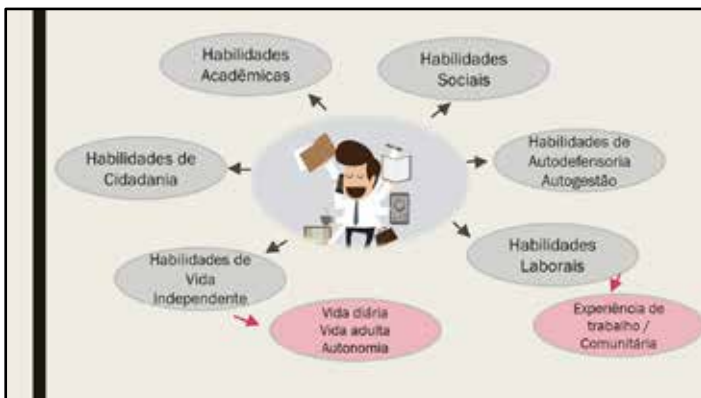 Habilidades
Acadêmicas
Habilidades
Sociais
Habilidades de
Cidadania
Habilidades de
Autodefensoria
Autogestão
Habilidades de
Vida
Independente
Habilidades
Laborais
Vida diária
Vida adulta
Autonomia
Experiência de
trabalho /
Comunitária